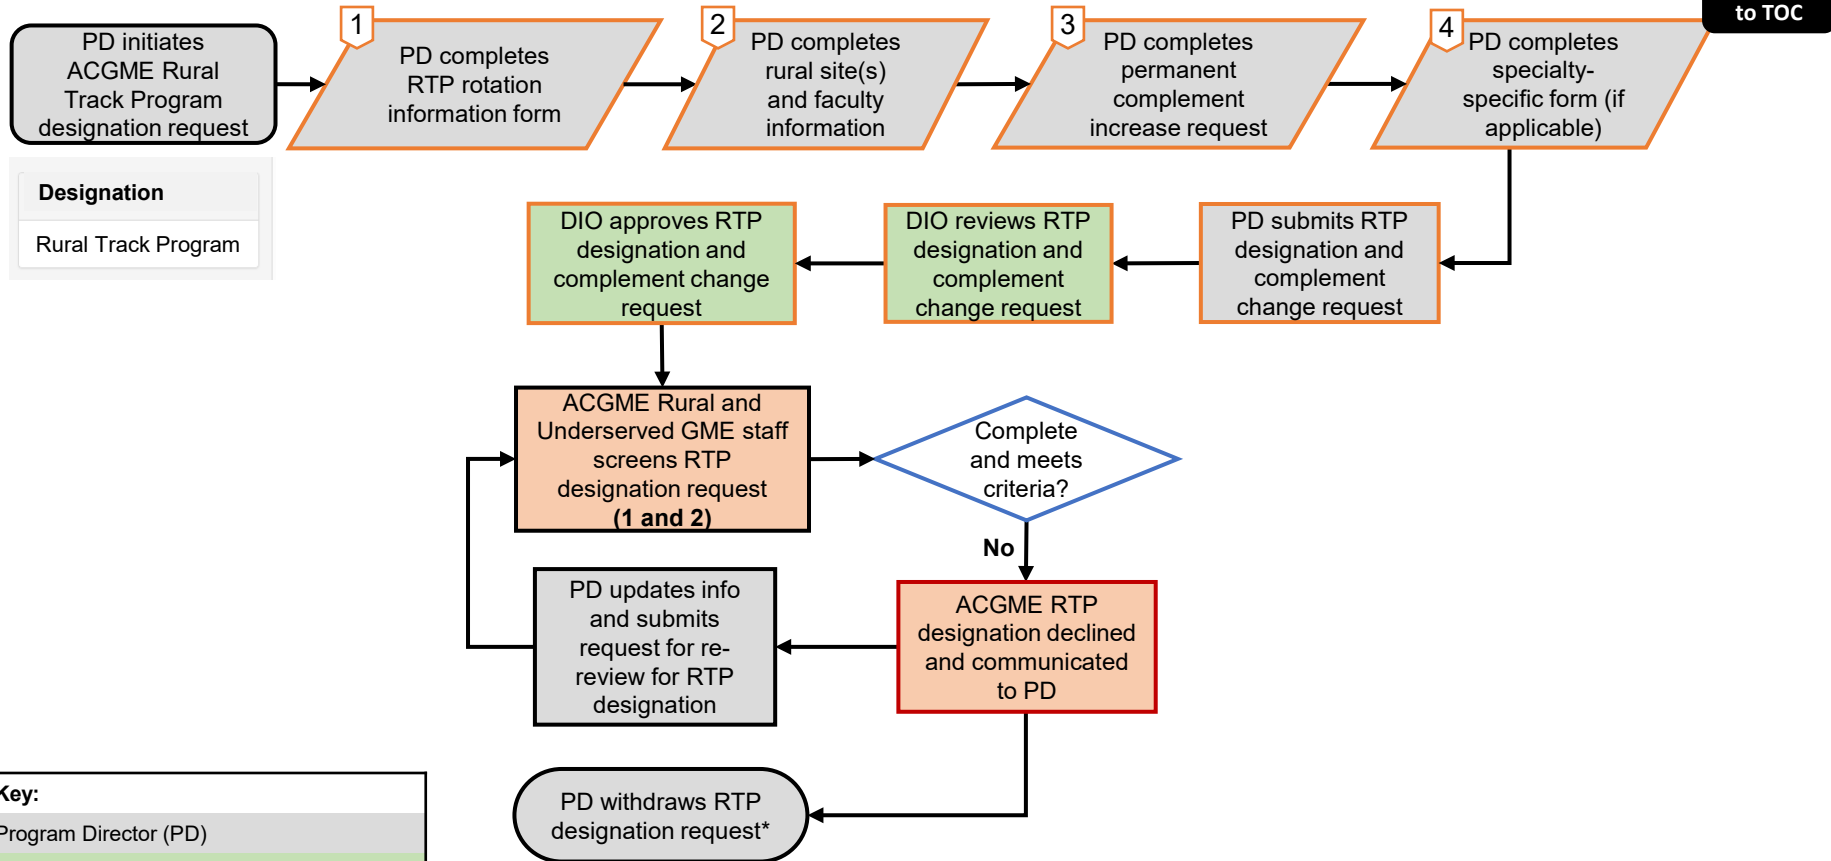 to TOC
PD initiates
ACGME Rural
Track Program
designation request
1
PD completes
RTP rotation
information form
2
PD completes
rural site(s)
and faculty
information
3
PD completes
permanent
complement
increase request
4
PD completes
specialty-
specific form (if
applicable)
Designation
Rural Track Program
DIO approves RTP
designation and
complement change
request
DIO reviews RTP
designation and
complement
change request
PD submits RTP
designation and
complement
change request
ACGME Rural and
Underserved GME staff
screens RTP
designation request
(1 and 2)
Complete
and meets
criteria?
No
PD updates info
and submits
request for re-
review for RTP
designation
ACGME RTP
designation declined
and communicated
to PD
PD withdraws RTP
designation request*
Key:
Program Director (PD)